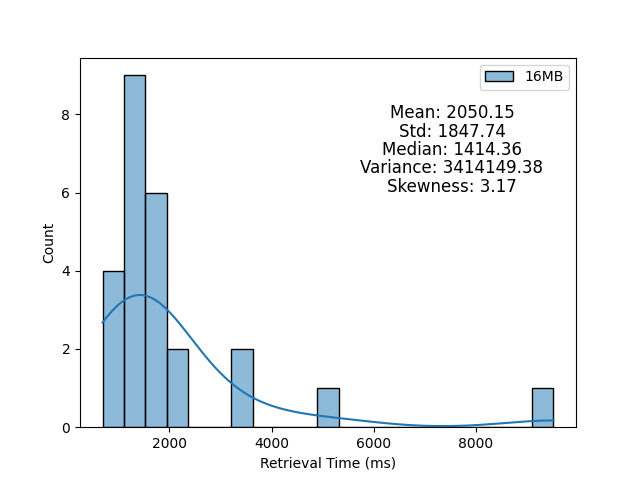 16MB
Mean: 2050.15
Std: 1847.74
Median: 1414.36
Variance: 3414149.38
Skewness: 3.17
8
6
4
2
0
Count
2000 4000 6000 8000
Retrieval Time (ms)